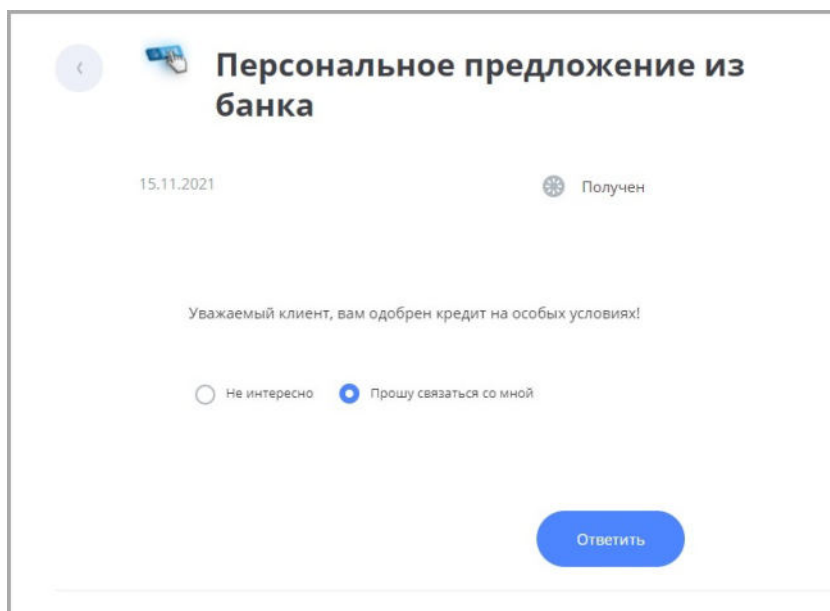 Персональное предложение из
банка
15.11.2021
Получен
Уважаемый клиент, вам одобрен кредит на особых условиях!
Не интересно
Прошу связаться со мной
Ответить